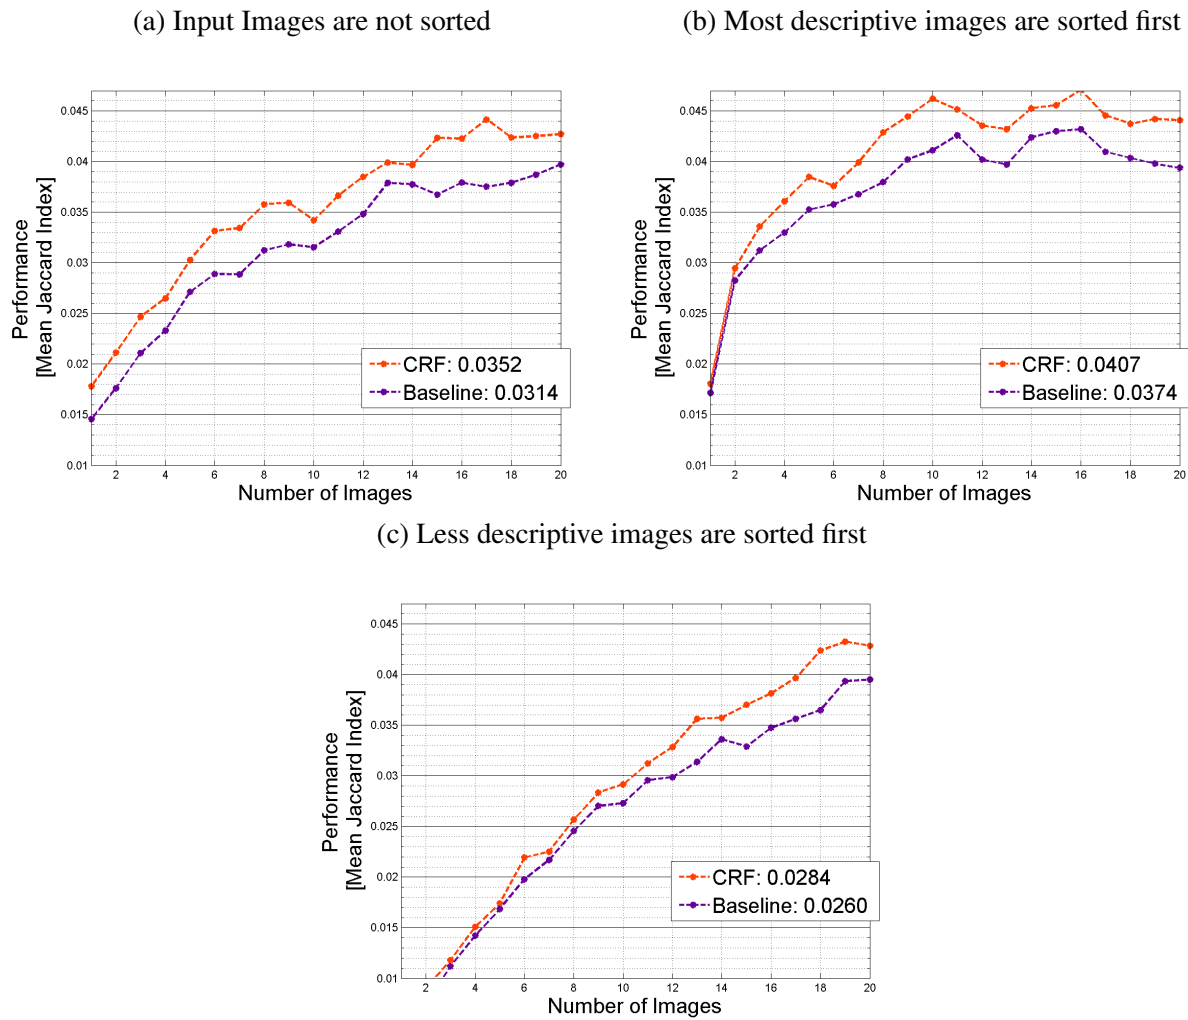 (a) Input Images are not sorted
(b) Most descriptive images are sorted first
0.045
0.04
0.035
0.03
0.025
0.02
0.015
0.01
Performance
[Mean Jaccard Index]
CRF: 0.0352
Baseline: 0.0314
2 4 6 8 10 12 14 16 18 20
Number of Images
0.045
0.04
0.035
0.03
0.025
0.02
0.015
0.01
Performance
[Mean Jaccard Index]
CRF: 0.0407
Baseline: 0.0374
2 4 6 8 10 12 14 16 18 20
Number of Images
(c) Less descriptive images are sorted first
0.045
0.04
0.035
0.03
0.025
0.02
0.015
0.01
Performance
[Mean Jaccard Index]
CRF: 0.0284
Baseline: 0.0260
2 4 6 8 10 12 14 16 18 20
Number of Images